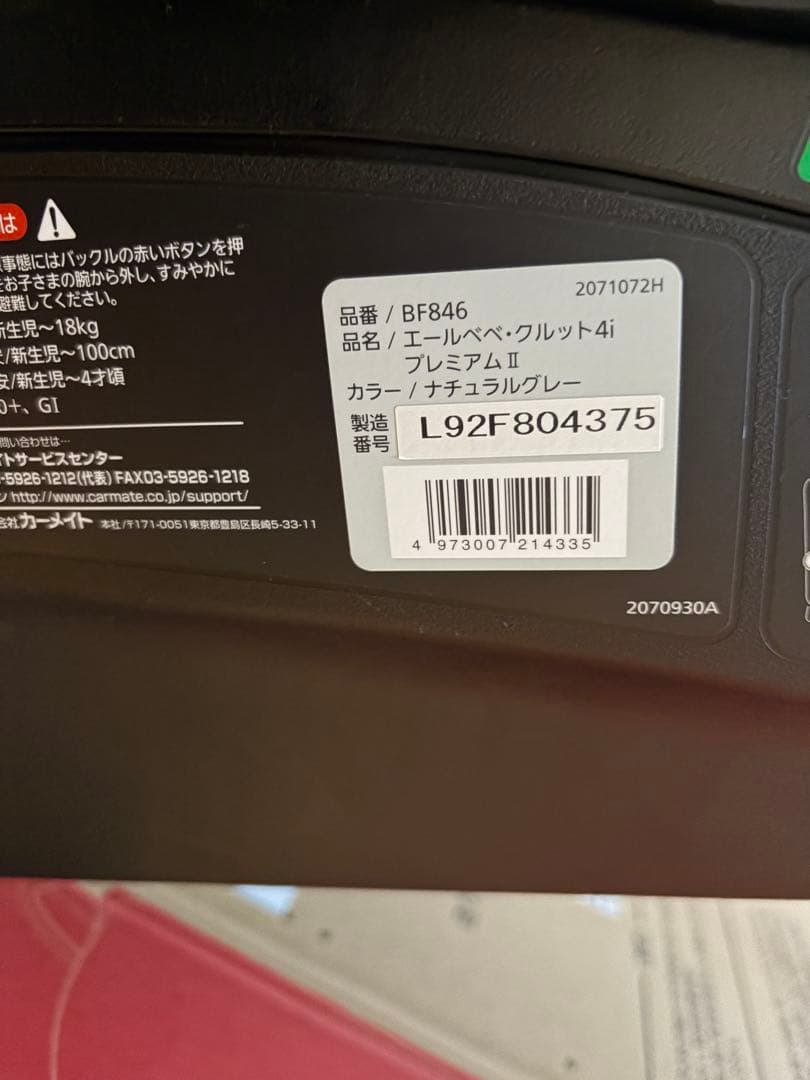 は
事態にはバックルの赤いボタンを押
お子さまの腕から外し、すみやかに
避難してください。
新生児～18kg
/新生児～100cm
安/新生児～4才頃
0+、GI
問い合わせは…
イトサービスセンター
-5926-1212(代表) FAX03-5926-1218
http://www.carmate.co.jp/support/
会社カーメイト 本社/〒171-0051東京都豊島区長崎5-33-11
2071072H
品番 / BF846
品名 / エールベベ・クルット4i
プレミアムⅡ
カラー / ナチュラルグレー
製造番号 L92F804375
4 973007 214335
2070930A